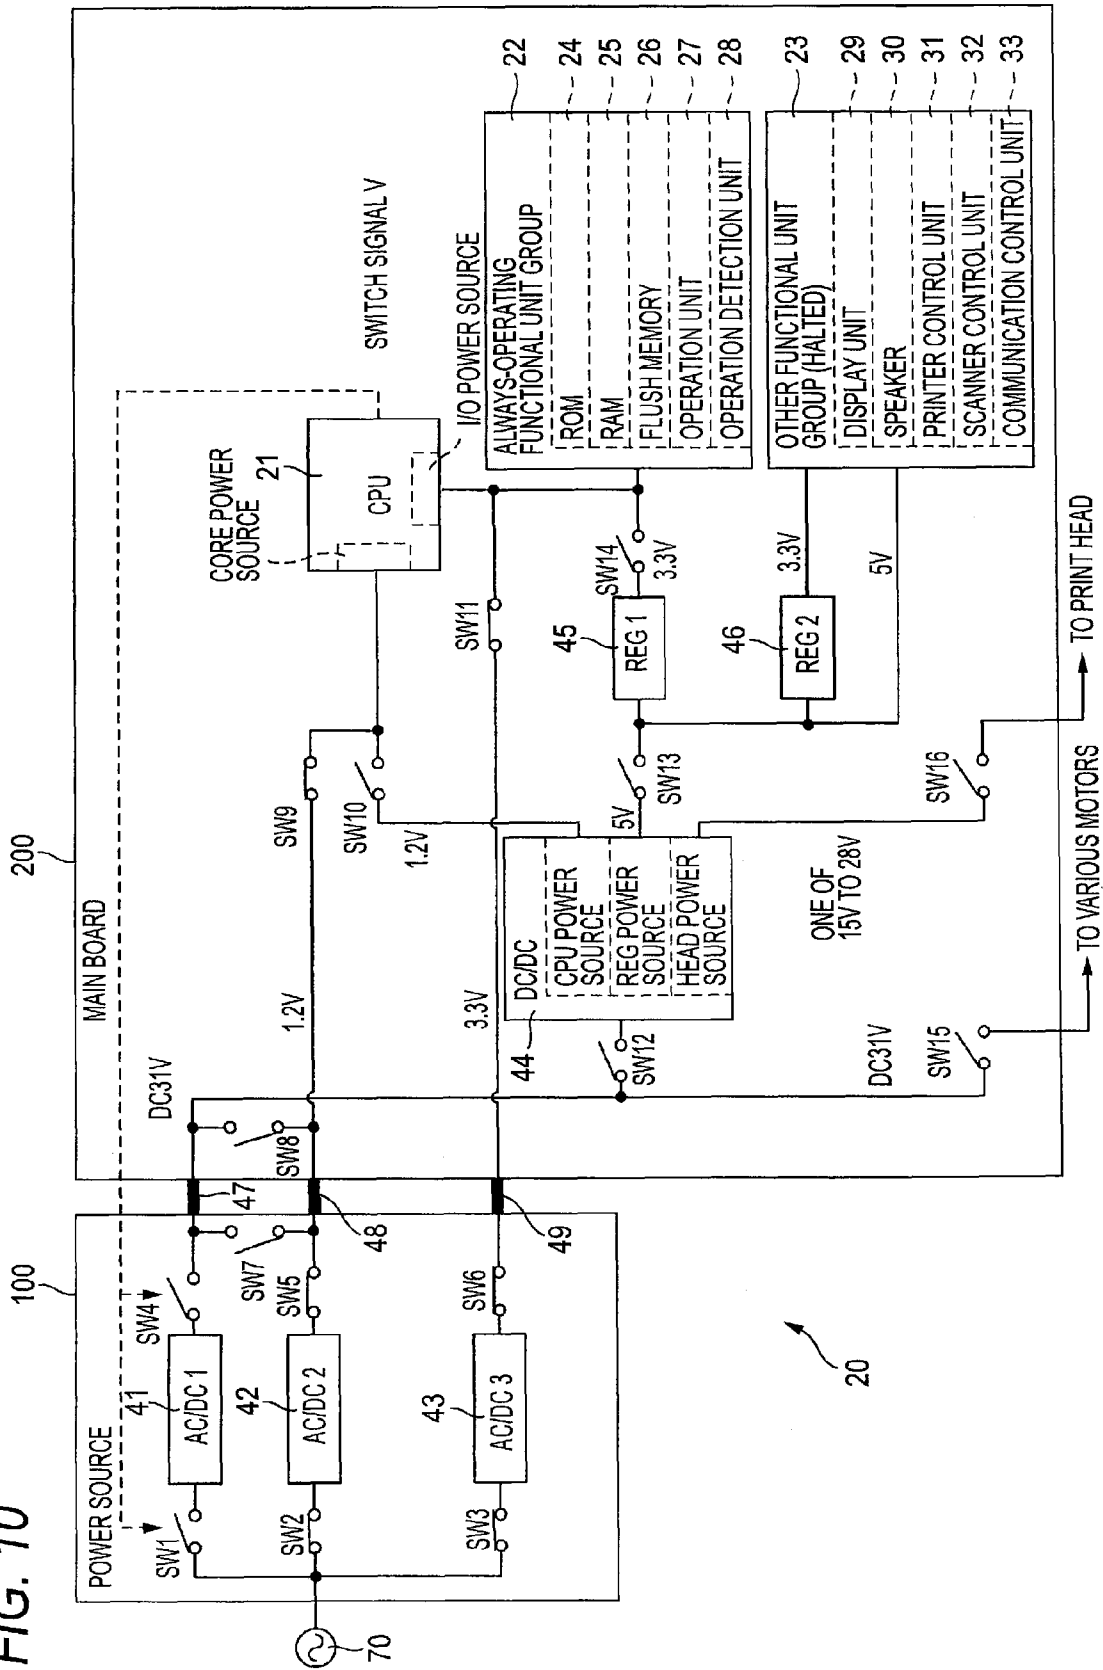 FIG. 10
100
POWER SOURCE
70
SW1
SW2
SW3
41
AC/DC 1
42
AC/DC 2
43
AC/DC 3
SW4
SW5
SW6
SW7
47
48
49
20
200
MAIN BOARD
DC31V
SW8
1.2V
3.3V
SW9
SW10
1.2V
SW11
CORE POWER
SOURCE
21
CPU
SWITCH SIGNAL V
I/O POWER SOURCE
SW12
44
DC/DC
CPU POWER
SOURCE
REG POWER
SOURCE
HEAD POWER
SOURCE
5V
SW13
45
REG 1
SW14
3.3V
46
REG 2
3.3V
5V
ONE OF
15V TO 28V
DC31V
SW15
SW16
TO VARIOUS MOTORS
TO PRINT HEAD
ALWAYS-OPERATING
FUNCTIONAL UNIT GROUP
22
ROM
24
RAM
25
FLUSH MEMORY
26
OPERATION UNIT
27
OPERATION DETECTION UNIT
28
OTHER FUNCTIONAL UNIT
GROUP (HALTED)
23
DISPLAY UNIT
29
SPEAKER
30
PRINTER CONTROL UNIT
31
SCANNER CONTROL UNIT
32
COMMUNICATION CONTROL UNIT
33